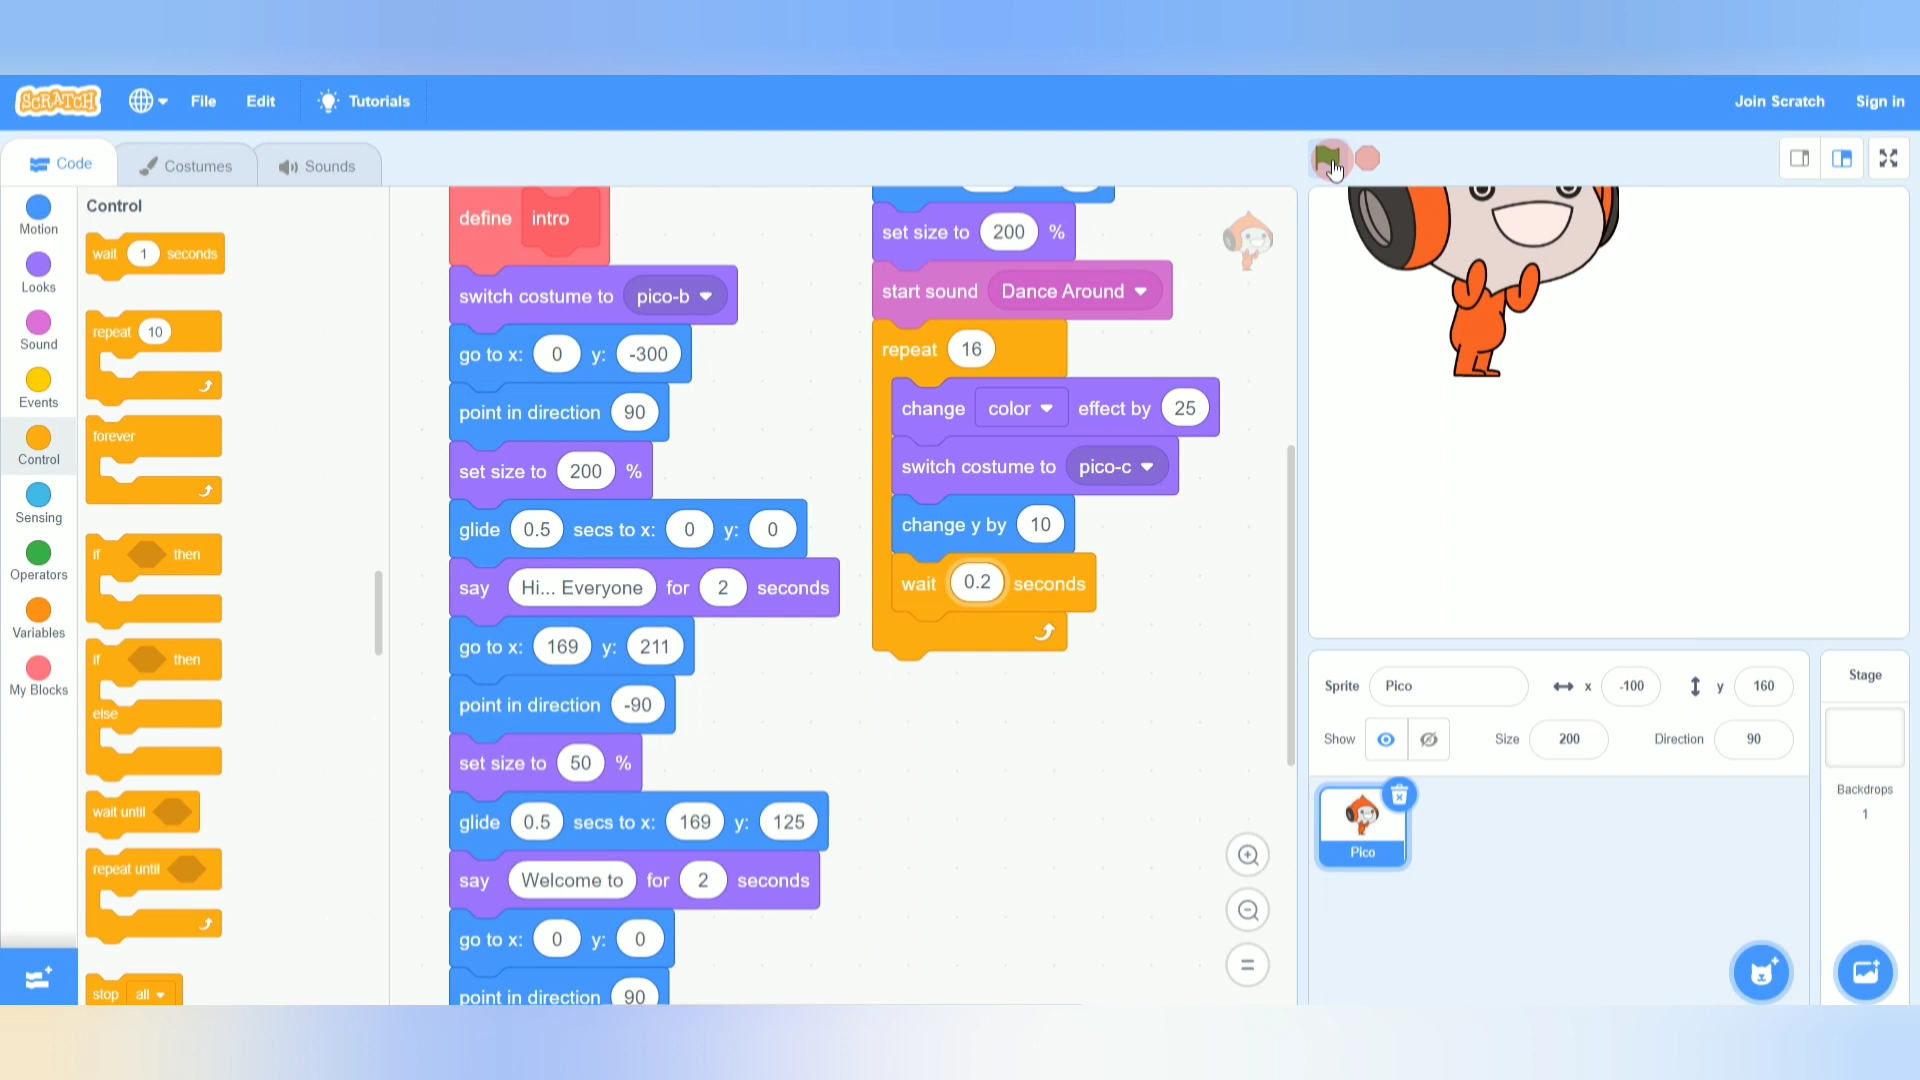 SCRATCH
File
Edit
Tutorials
Join Scratch
Sign in
Code
Costumes
Sounds
Motion
Looks
Sound
Events
Control
Sensing
Operators
Variables
My Blocks
Control
wait 1 seconds
repeat 10
forever
if then
if then
else
wait until
repeat until
stop all
define intro
switch costume to pico-b
go to x: 0 y: -300
point in direction 90
set size to 200 %
glide 0.5 secs to x: 0 y: 0
say Hi... Everyone for 2 seconds
go to x: 169 y: 211
point in direction -90
set size to 50 %
glide 0.5 secs to x: 169 y: 125
say Welcome to for 2 seconds
go to x: 0 y: 0
point in direction 90
set size to 200 %
start sound Dance Around
repeat 16
change color effect by 25
switch costume to pico-c
change y by 10
wait 0.2 seconds
Sprite Pico x -100 y 160
Show Size 200 Direction 90
Pico
Stage
Backdrops
1